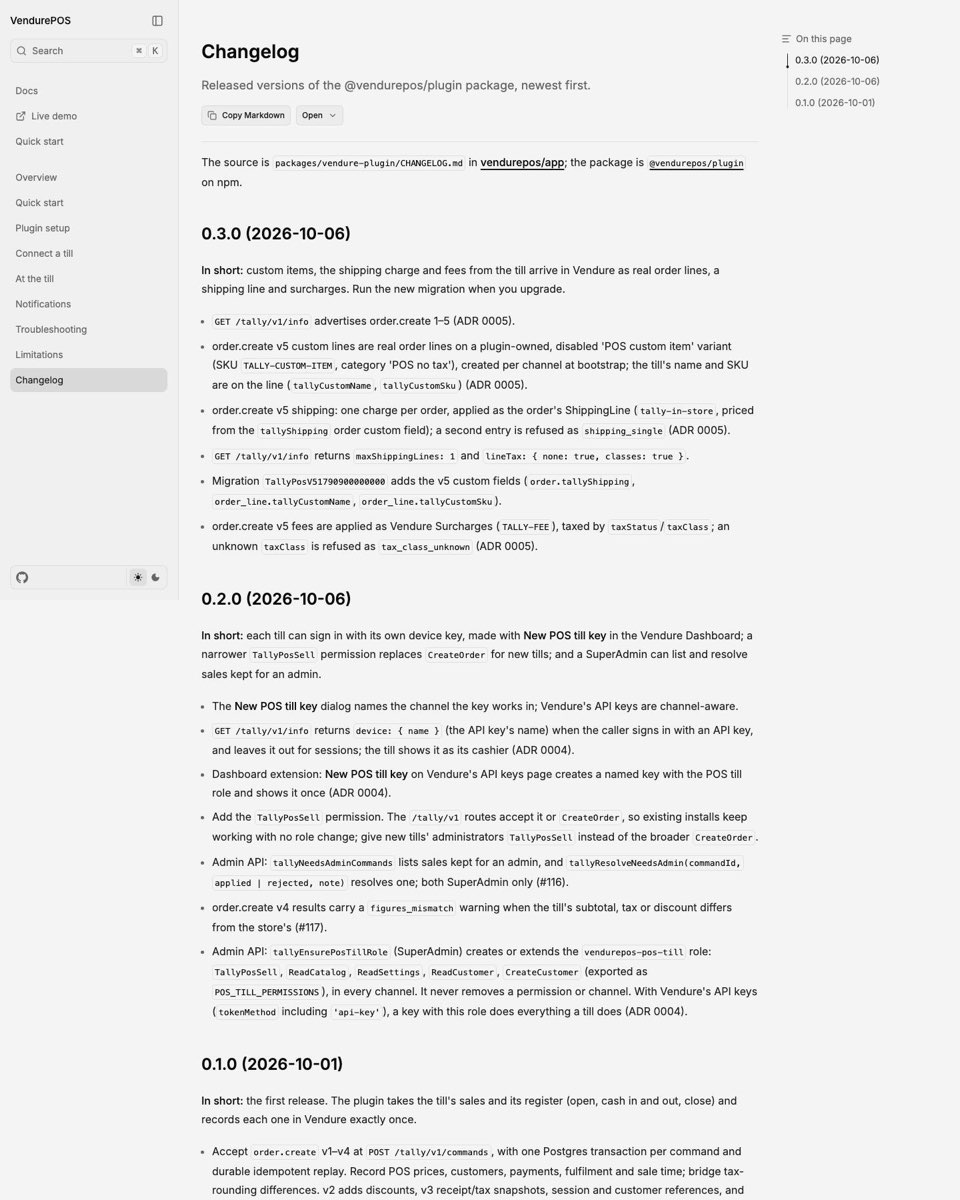 VendurePOS
Search ⌘ K
Docs
Live demo
Quick start
Overview
Quick start
Plugin setup
Connect a till
At the till
Notifications
Troubleshooting
Limitations
Changelog
Changelog
Released versions of the @vendurepos/plugin package, newest first.
Copy Markdown Open
The source is packages/vendure-plugin/CHANGELOG.md in vendurepos/app; the package is @vendurepos/plugin
on npm.
0.3.0 (2026-10-06)
In short: custom items, the shipping charge and fees from the till arrive in Vendure as real order lines, a
shipping line and surcharges. Run the new migration when you upgrade.
• GET /tally/v1/info advertises order.create 1–5 (ADR 0005).
• order.create v5 custom lines are real order lines on a plugin-owned, disabled 'POS custom item' variant
(SKU TALLY-CUSTOM-ITEM, category 'POS no tax'), created per channel at bootstrap; the till's name and SKU
are on the line (tallyCustomName, tallyCustomSku) (ADR 0005).
• order.create v5 shipping: one charge per order, applied as the order's ShippingLine (tally-in-store, priced
from the tallyShipping order custom field); a second entry is refused as shipping_single (ADR 0005).
• GET /tally/v1/info returns maxShippingLines: 1 and lineTax: { none: true, classes: true }.
• Migration TallyPosV51790900000000 adds the v5 custom fields (order.tallyShipping,
order_line.tallyCustomName, order_line.tallyCustomSku).
• order.create v5 fees are applied as Vendure Surcharges (TALLY-FEE), taxed by taxStatus/taxClass; an
unknown taxClass is refused as tax_class_unknown (ADR 0005).
0.2.0 (2026-10-06)
In short: each till can sign in with its own device key, made with New POS till key in the Vendure Dashboard; a
narrower TallyPosSell permission replaces CreateOrder for new tills; and a SuperAdmin can list and resolve
sales kept for an admin.
• The New POS till key dialog names the channel the key works in; Vendure's API keys are channel-aware.
• GET /tally/v1/info returns device: { name } (the API key's name) when the caller signs in with an API key,
and leaves it out for sessions; the till shows it as its cashier (ADR 0004).
• Dashboard extension: New POS till key on Vendure's API keys page creates a named key with the POS till
role and shows it once (ADR 0004).
• Add the TallyPosSell permission. The /tally/v1 routes accept it or CreateOrder, so existing installs keep
working with no role change; give new tills' administrators TallyPosSell instead of the broader CreateOrder.
• Admin API: tallyNeedsAdminCommands lists sales kept for an admin, and tallyResolveNeedsAdmin(commandId,
applied | rejected, note) resolves one; both SuperAdmin only (#116).
• order.create v4 results carry a figures_mismatch warning when the till's subtotal, tax or discount differs
from the store's (#117).
• Admin API: tallyEnsurePosTillRole (SuperAdmin) creates or extends the vendurepos-pos-till role:
TallyPosSell, ReadCatalog, ReadSettings, ReadCustomer, CreateCustomer (exported as
POS_TILL_PERMISSIONS), in every channel. It never removes a permission or channel. With Vendure's API keys
(tokenMethod including 'api-key'), a key with this role does everything a till does (ADR 0004).
0.1.0 (2026-10-01)
In short: the first release. The plugin takes the till's sales and its register (open, cash in and out, close) and
records each one in Vendure exactly once.
• Accept order.create v1–v4 at POST /tally/v1/commands, with one Postgres transaction per command and
durable idempotent replay. Record POS prices, customers, payments, fulfilment and sale time; bridge tax-
rounding differences. v2 adds discounts, v3 receipt/tax snapshots, session and customer references, and
On this page
0.3.0 (2026-10-06)
0.2.0 (2026-10-06)
0.1.0 (2026-10-01)